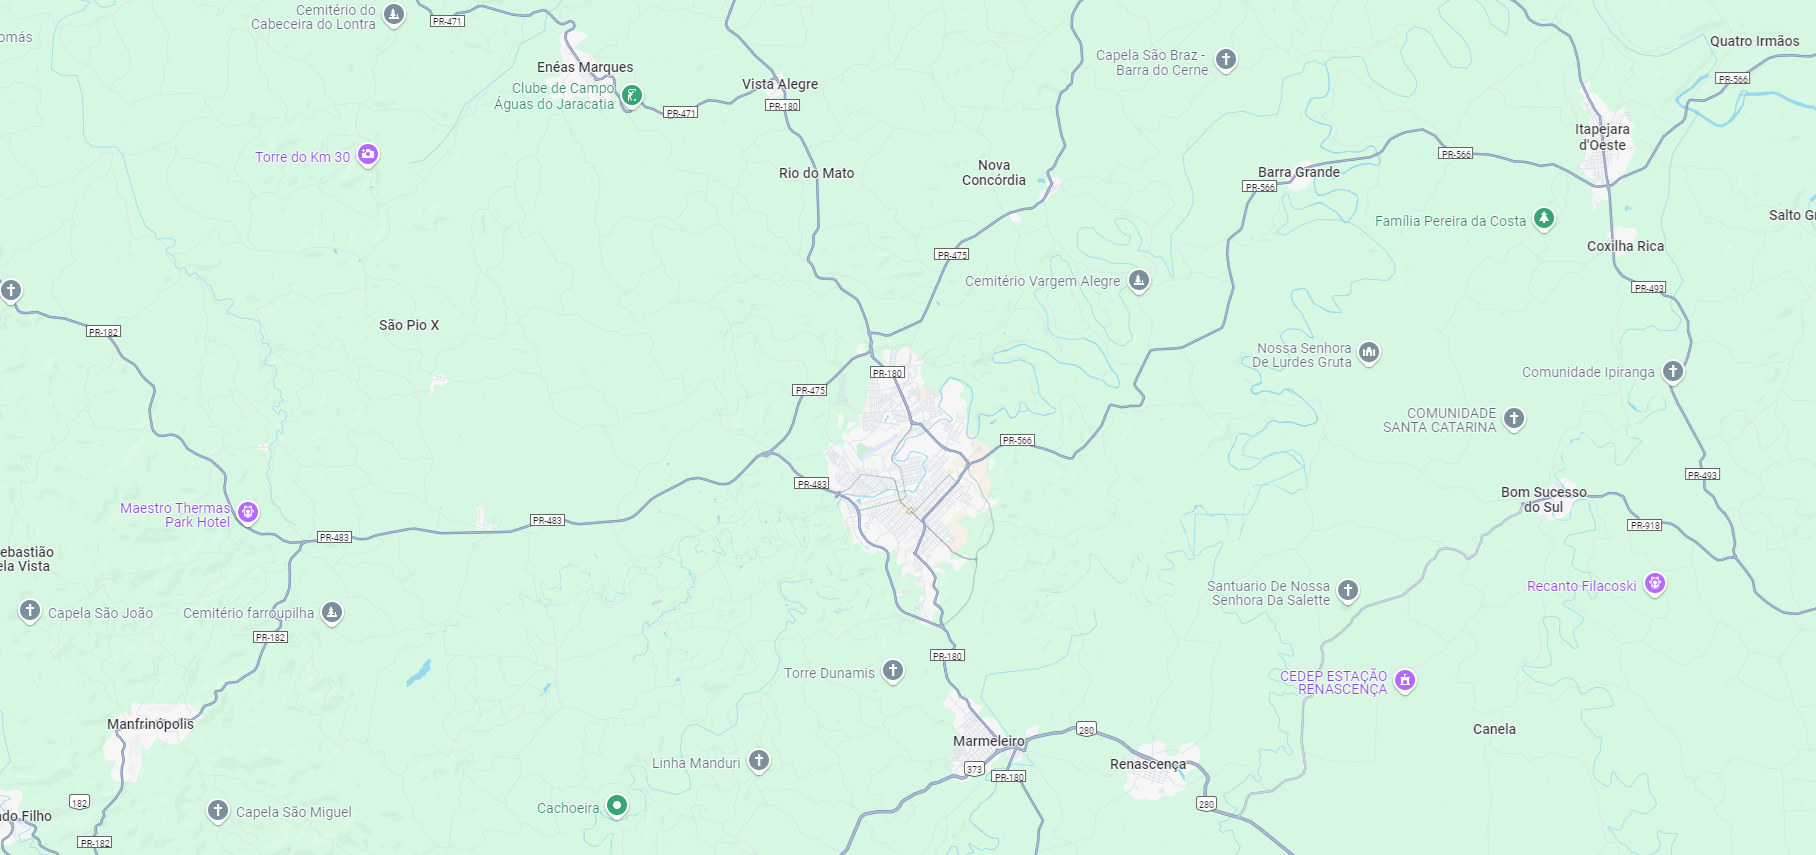 Cemitério do
Cabeceira do Lontra
PR-471
Quatro Irmãos
omás
Enéas Marques
Capela São Braz -
Barra do Cerne
PR-566
Clube de Campo
Águas do Jaracatia
Vista Alegre
PR-180
PR-471
Itapejara
d'Oeste
Torre do Km 30
Rio do Mato
Nova
Concórdia
PR-566
Barra Grande
PR-566
Família Pereira da Costa
Salto Gr
Coxilha Rica
PR-475
Cemitério Vargem Alegre
PR-493
PR-182
São Pio X
Nossa Senhora
De Lurdes Gruta
PR-180
Comunidade Ipiranga
PR-475
COMUNIDADE
SANTA CATARINA
PR-566
PR-483
PR-493
Bom Sucesso
do Sul
Maestro Thermas
Park Hotel
PR-483
PR-918
PR-483
ebastião
ela Vista
Santuario De Nossa
Senhora Da Salette
Recanto Filacoski
Capela São João
Cemitério farroupilha
PR-182
PR-180
Torre Dunamis
CEDEP ESTAÇÃO
RENASCENÇA
Manfrinópolis
280
Canela
Marmeleiro
Linha Manduri
373
PR-180
Renascença
182
280
Cachoeira
Capela São Miguel
do Filho
PR-182